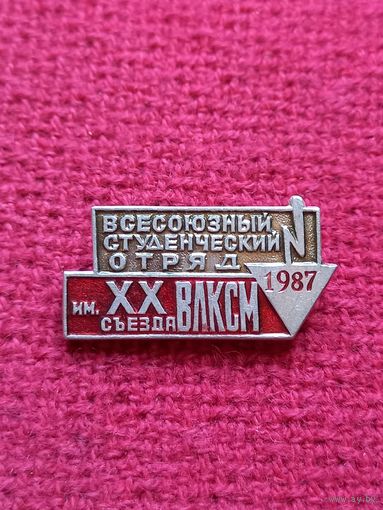 ВСЕСОЮЗНЫЙ
СТУДЕНЧЕСКИЙ
ОТРЯД
1987
ИМ. XX СЪЕЗДА ВЛКСМ